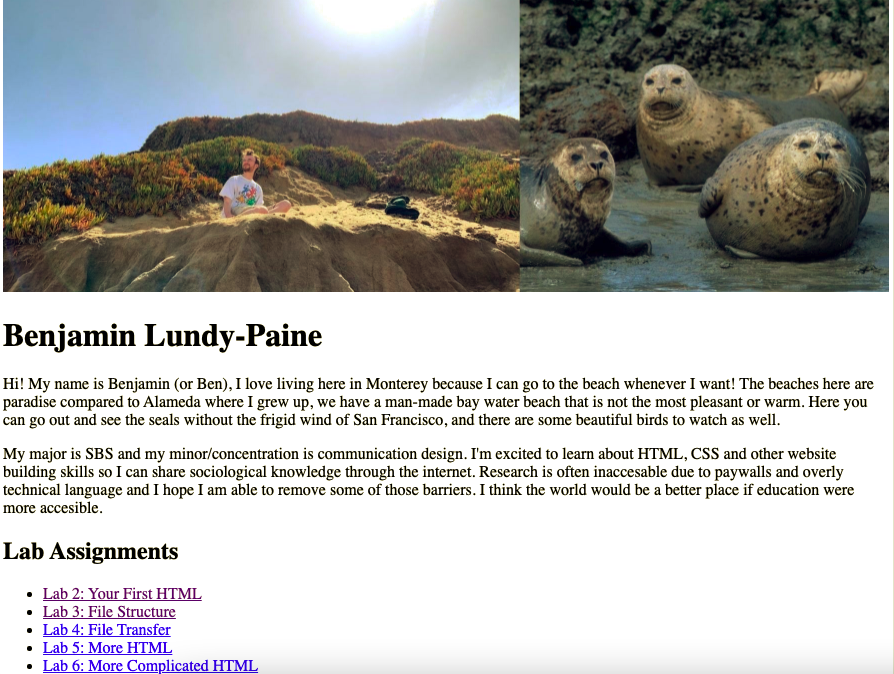 Benjamin Lundy-Paine
Hi! My name is Benjamin (or Ben), I love living here in Monterey because I can go to the beach whenever I want! The beaches here are
paradise compared to Alameda where I grew up, we have a man-made bay water beach that is not the most pleasant or warm. Here you
can go out and see the seals without the frigid wind of San Francisco, and there are some beautiful birds to watch as well.
My major is SBS and my minor/concentration is communication design. I'm excited to learn about HTML, CSS and other website
building skills so I can share sociological knowledge through the internet. Research is often inaccesable due to paywalls and overly
technical language and I hope I am able to remove some of those barriers. I think the world would be a better place if education were
more accesible.
Lab Assignments
• Lab 2: Your First HTML
• Lab 3: File Structure
• Lab 4: File Transfer
• Lab 5: More HTML
• Lab 6: More Complicated HTML